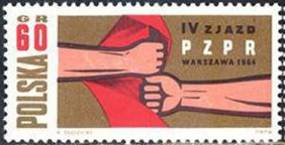 GR
60
POLSKA
IV ZJAZD
PZPR
WARSZAWA 1964